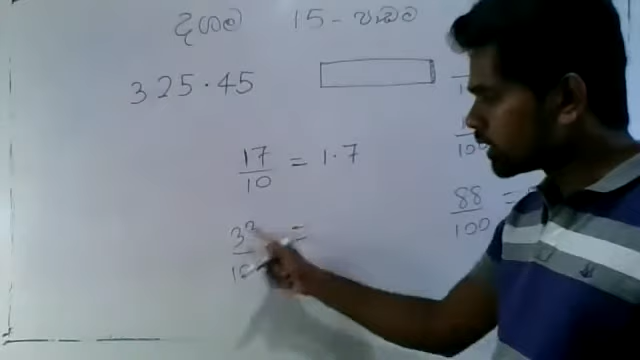 දශම 15 - පාඩම
325.45
17/10 = 1.7
88/100 =